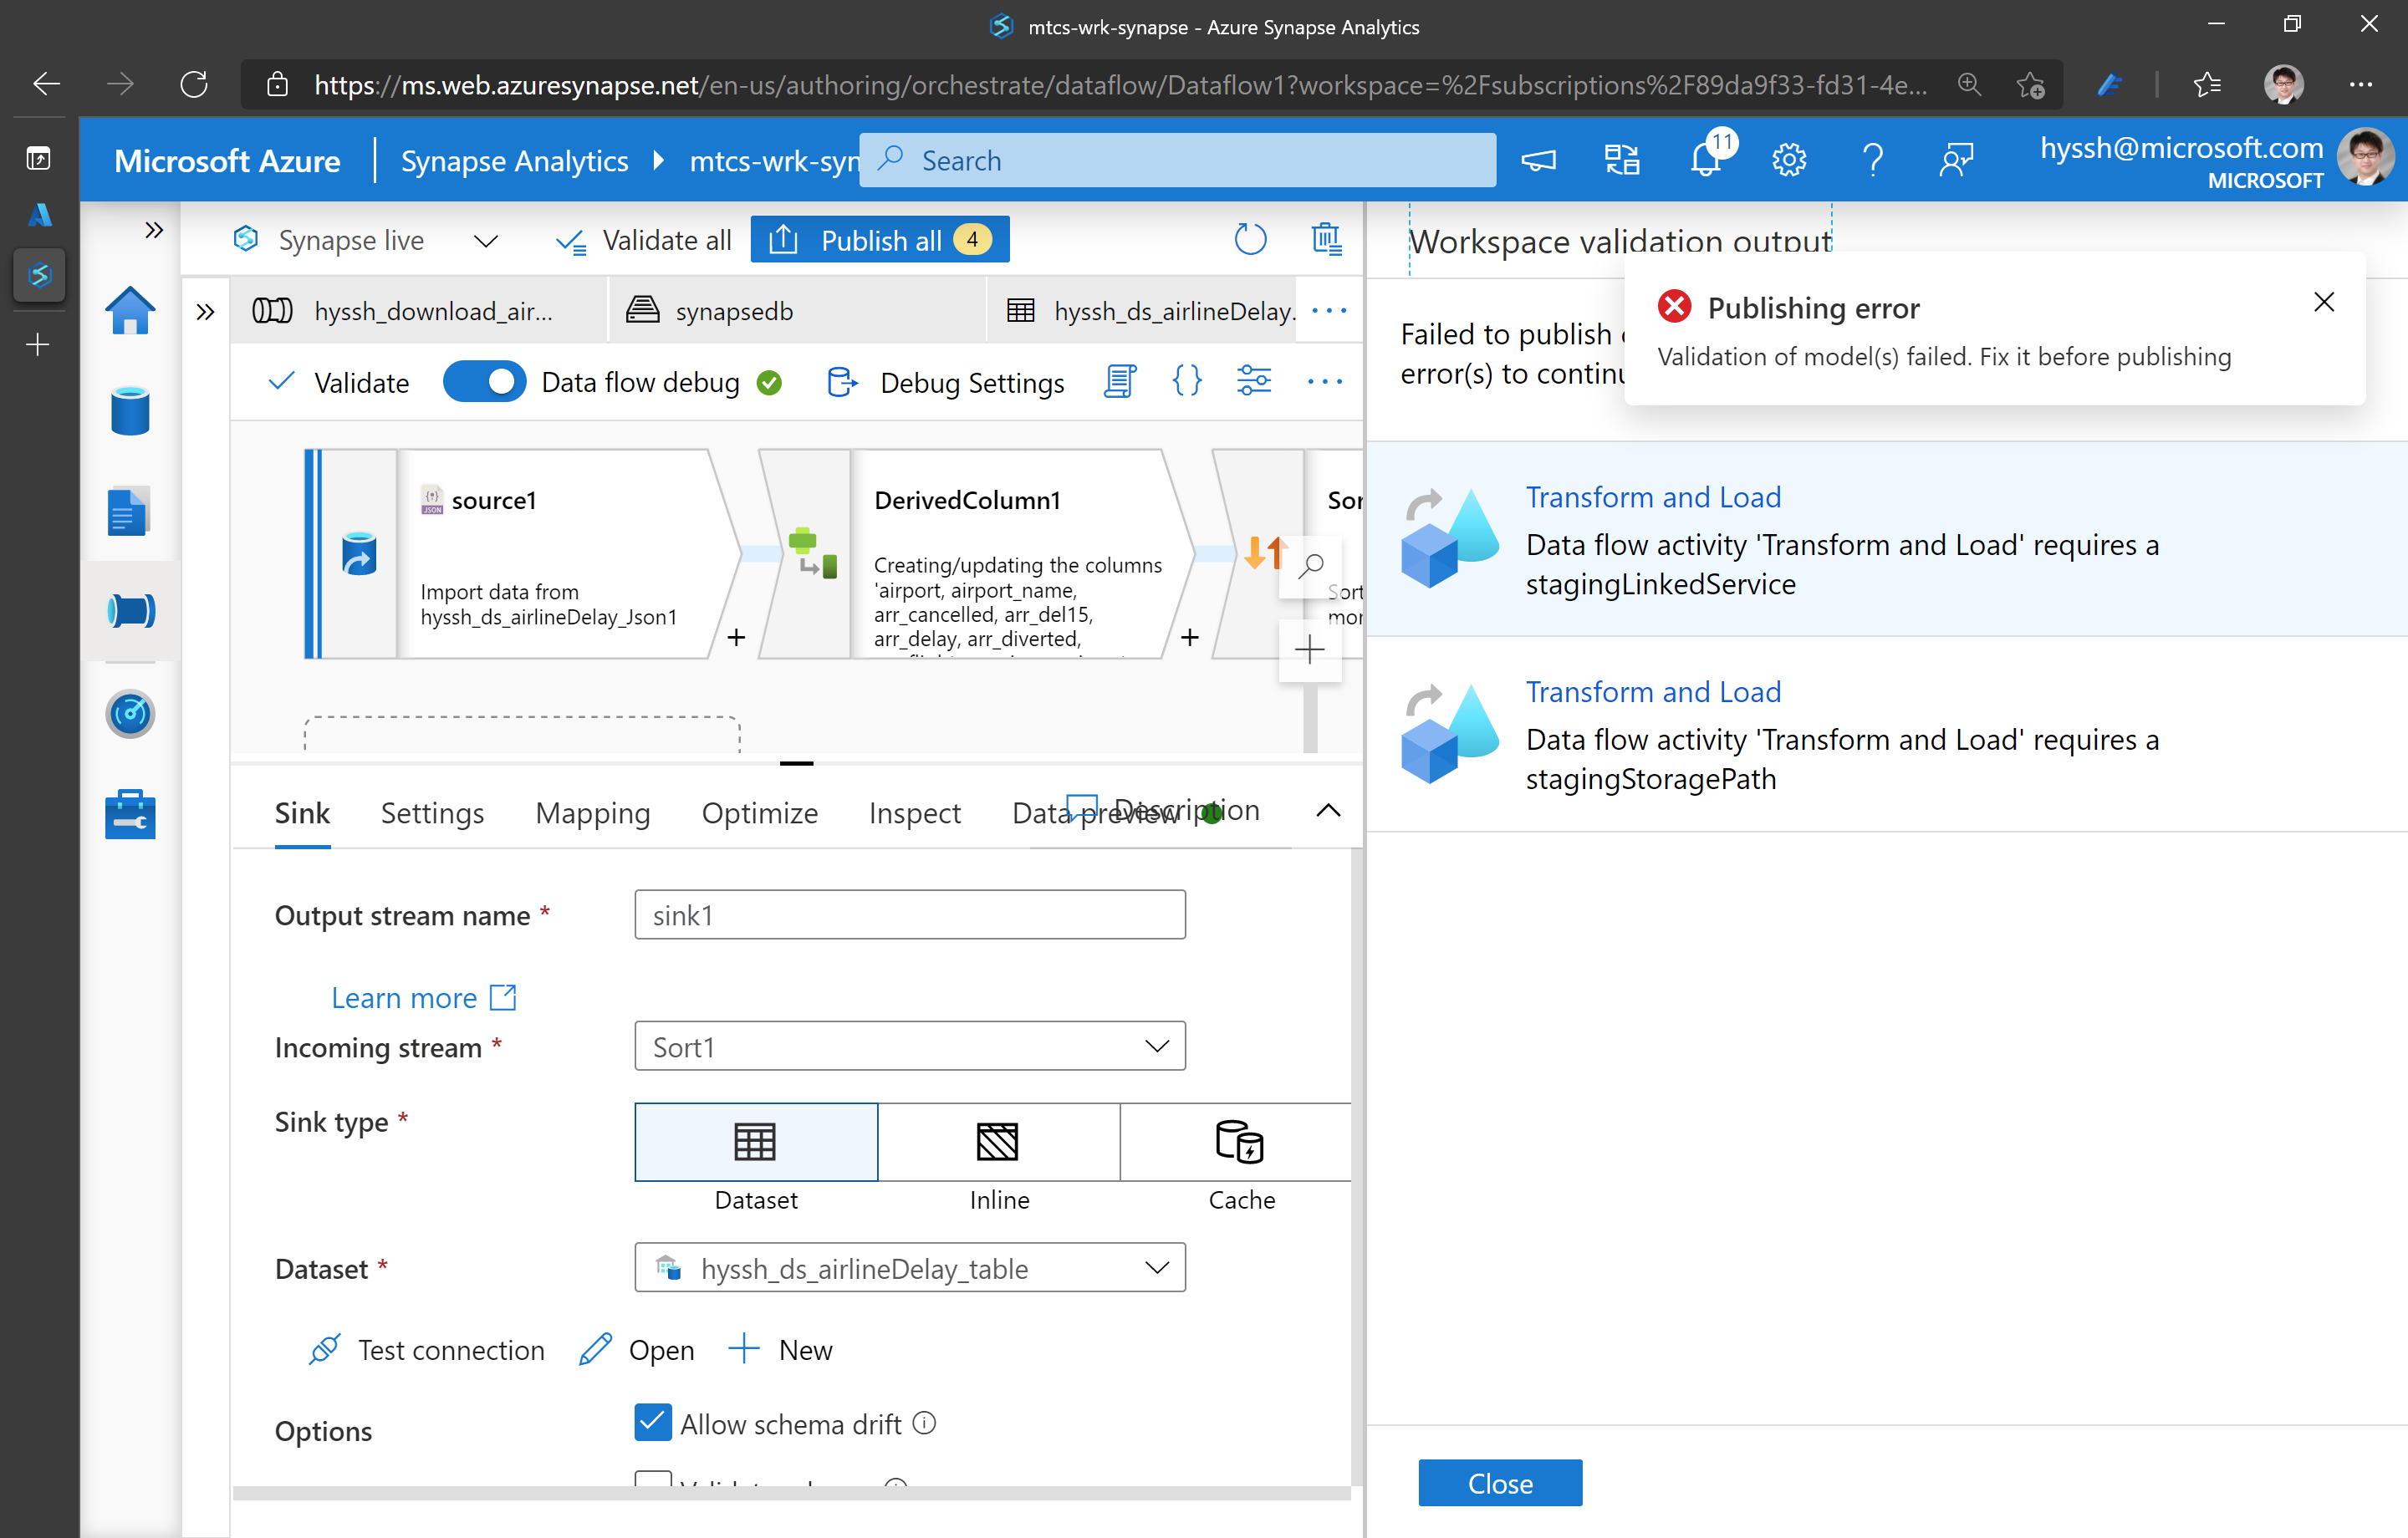 mtcs-wrk-synapse - Azure Synapse Analytics
https://ms.web.azuresynapse.net/en-us/authoring/orchestrate/dataflow/Dataflow1?workspace=%2Fsubscriptions%2F89da9f33-fd31-4e...
Microsoft Azure
Synapse Analytics
mtcs-wrk-syn
Search
11
hyssh@microsoft.com
MICROSOFT
Synapse live
Validate all
Publish all
4
hyssh_download_air...
synapsedb
hyssh_ds_airlineDelay.
Validate
Data flow debug
Debug Settings
source1
Import data from
hyssh_ds_airlineDelay_Json1
DerivedColumn1
Creating/updating the columns
'airport, airport_name,
arr_cancelled, arr_del15,
arr_delay, arr_diverted,
Sor
Sort
mor
JSON
Sink
Settings
Mapping
Optimize
Inspect
Data preview
Description
Output stream name *
sink1
Learn more
Incoming stream *
Sort1
Sink type *
Dataset
Inline
Cache
Dataset *
hyssh_ds_airlineDelay_table
Test connection
Open
New
Options
Allow schema drift
Workspace validation output
Failed to publish
error(s) to continu
Publishing error
Validation of model(s) failed. Fix it before publishing
Transform and Load
Data flow activity 'Transform and Load' requires a
stagingLinkedService
Transform and Load
Data flow activity 'Transform and Load' requires a
stagingStoragePath
Close